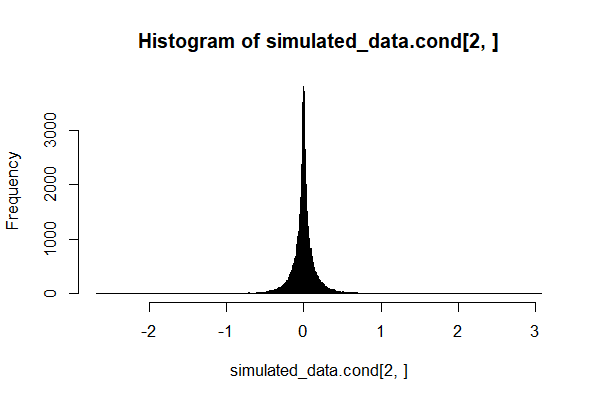 Histogram of simulated_data.cond[2, ]
Frequency
3000
2000
1000
0
-2 -1 0 1 2 3
simulated_data.cond[2, ]